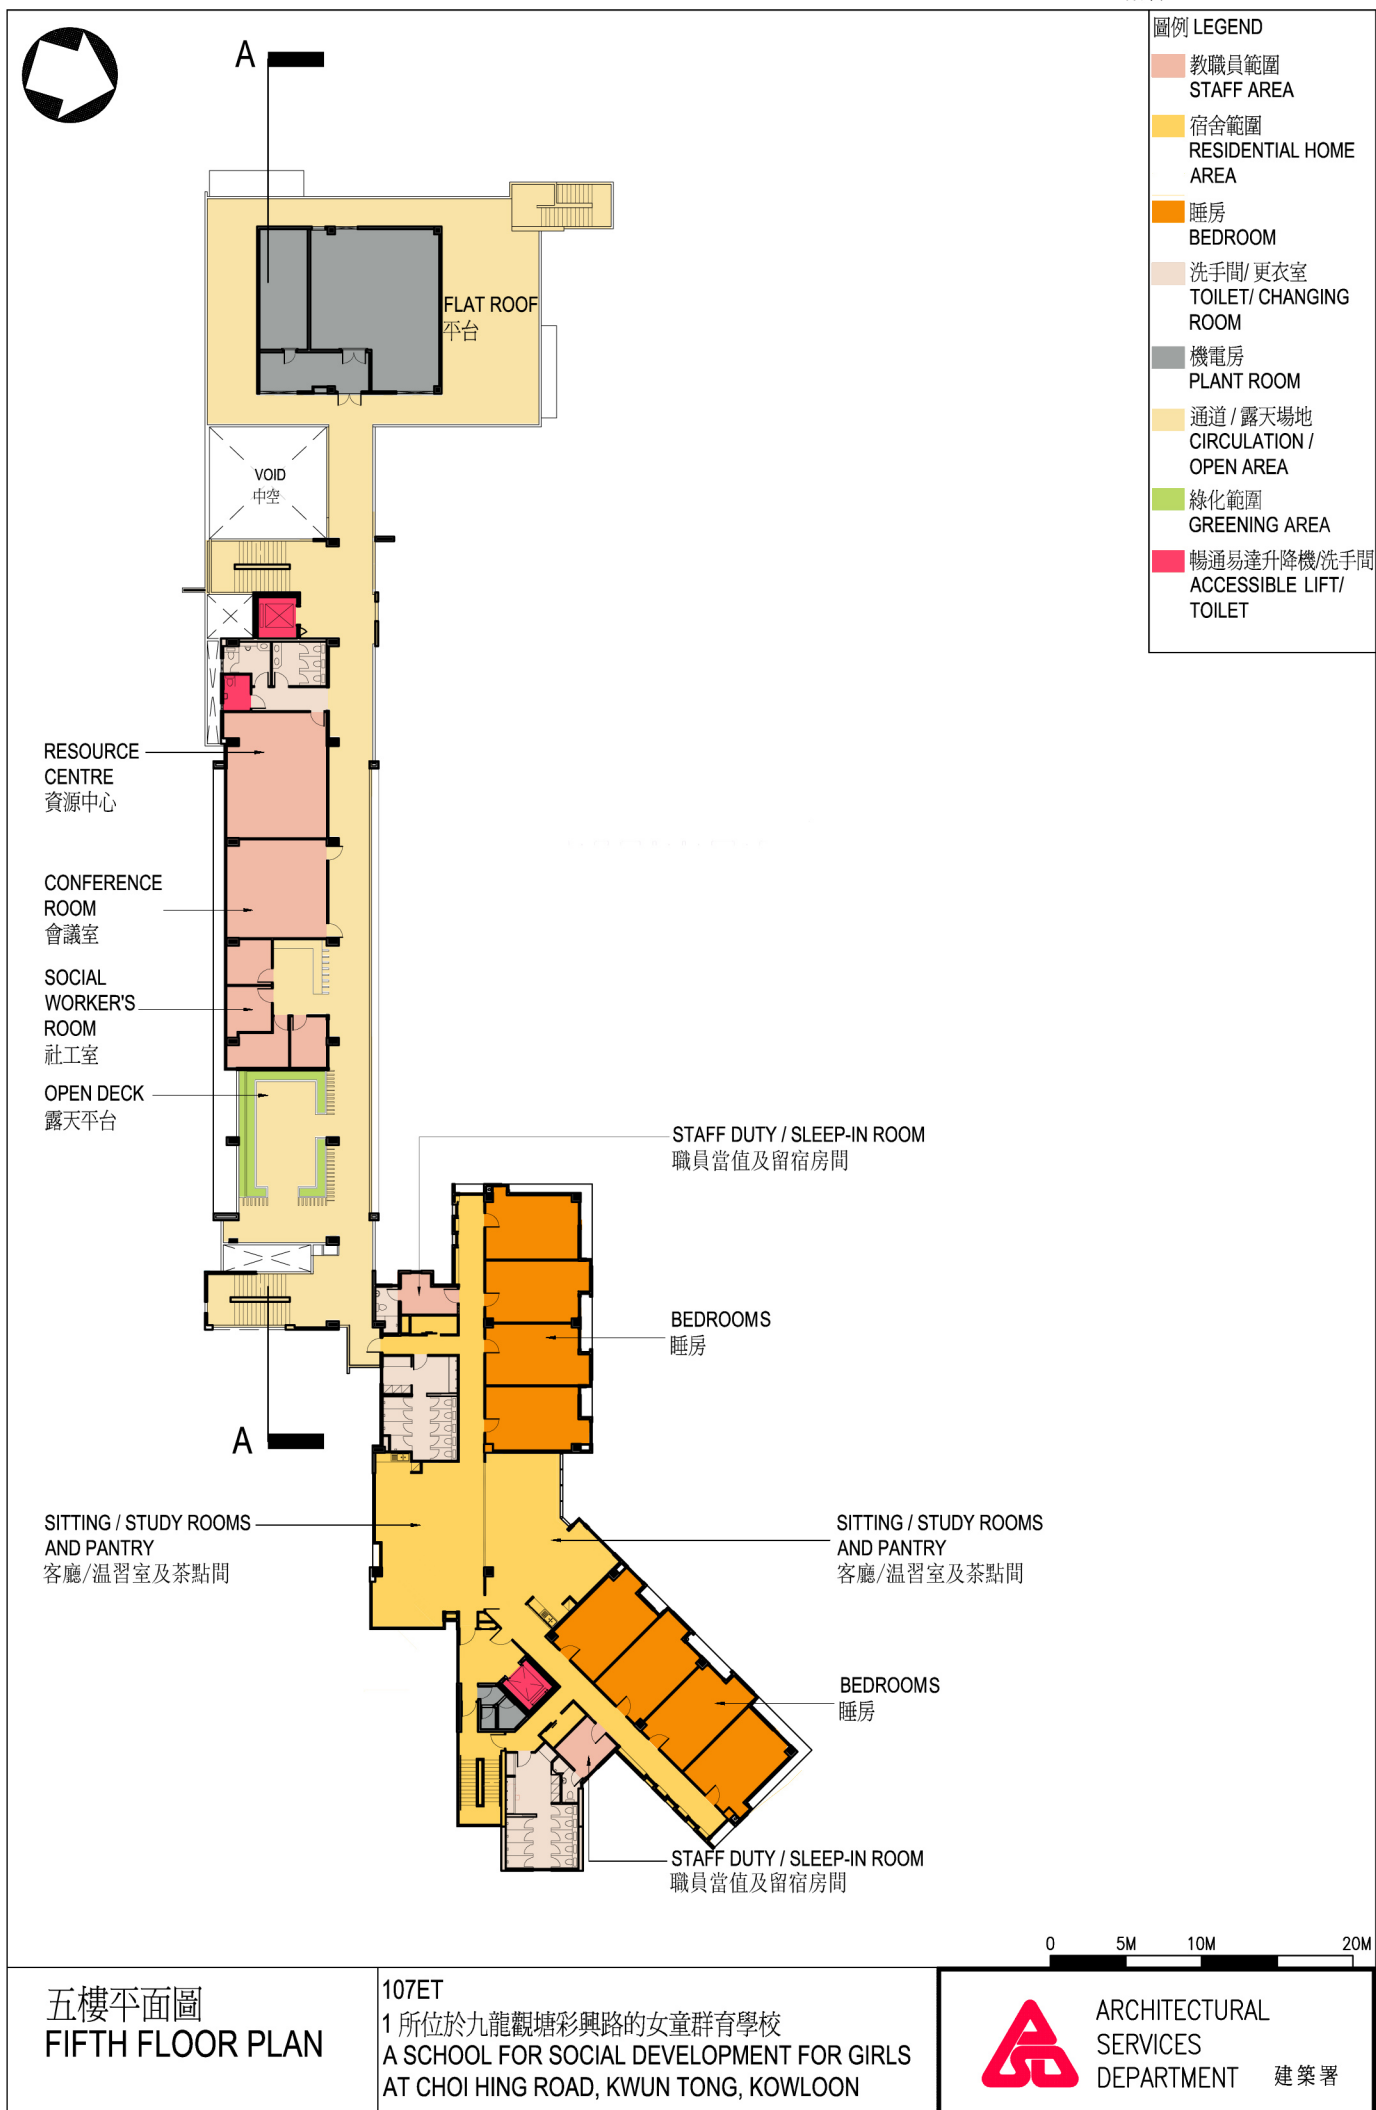 圖例 LEGEND
教職員範圍
STAFF AREA
宿舍範圍
RESIDENTIAL HOME
AREA
睡房
BEDROOM
洗手間/ 更衣室
TOILET/ CHANGING
ROOM
機電房
PLANT ROOM
通道 / 露天場地
CIRCULATION /
OPEN AREA
綠化範圍
GREENING AREA
暢通易達升降機/洗手間
ACCESSIBLE LIFT/
TOILET
A
FLAT ROOF
平台
VOID
中空
RESOURCE
CENTRE
資源中心
CONFERENCE
ROOM
會議室
SOCIAL
WORKER'S
ROOM
社工室
OPEN DECK
露天平台
STAFF DUTY / SLEEP-IN ROOM
職員當值及留宿房間
BEDROOMS
睡房
A
SITTING / STUDY ROOMS
AND PANTRY
客廳/温習室及茶點間
SITTING / STUDY ROOMS
AND PANTRY
客廳/温習室及茶點間
BEDROOMS
睡房
STAFF DUTY / SLEEP-IN ROOM
職員當值及留宿房間
0 5M 10M 20M
五樓平面圖
FIFTH FLOOR PLAN
107ET
1 所位於九龍觀塘彩興路的女童群育學校
A SCHOOL FOR SOCIAL DEVELOPMENT FOR GIRLS
AT CHOI HING ROAD, KWUN TONG, KOWLOON
ARCHITECTURAL
SERVICES
DEPARTMENT 建築署